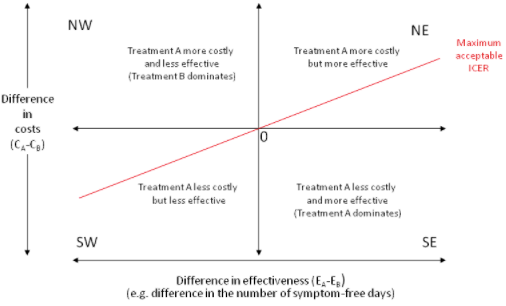 NW
NE
Treatment A more costly
and less effective
(Treatment B dominates)
Treatment A more costly
but more effective
Maximum
acceptable
ICER
Difference
in
costs
(CA-CB)
0
Treatment A less costly
but less effective
Treatment A less costly
and more effective
(Treatment A dominates)
SW
SE
Difference in effectiveness (EA-EB)
(e.g. difference in the number of symptom-free days)